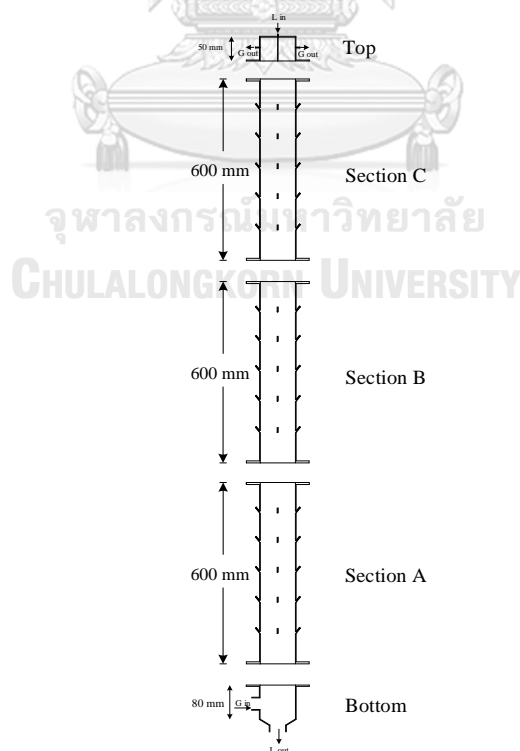 L in
50 mm
G out
G out
Top
600 mm
Section C
จุฬาลงกรณ์มหาวิทยาลัย
CHULALONGKORN UNIVERSITY
600 mm
Section B
600 mm
Section A
80 mm
G in
Bottom
L out